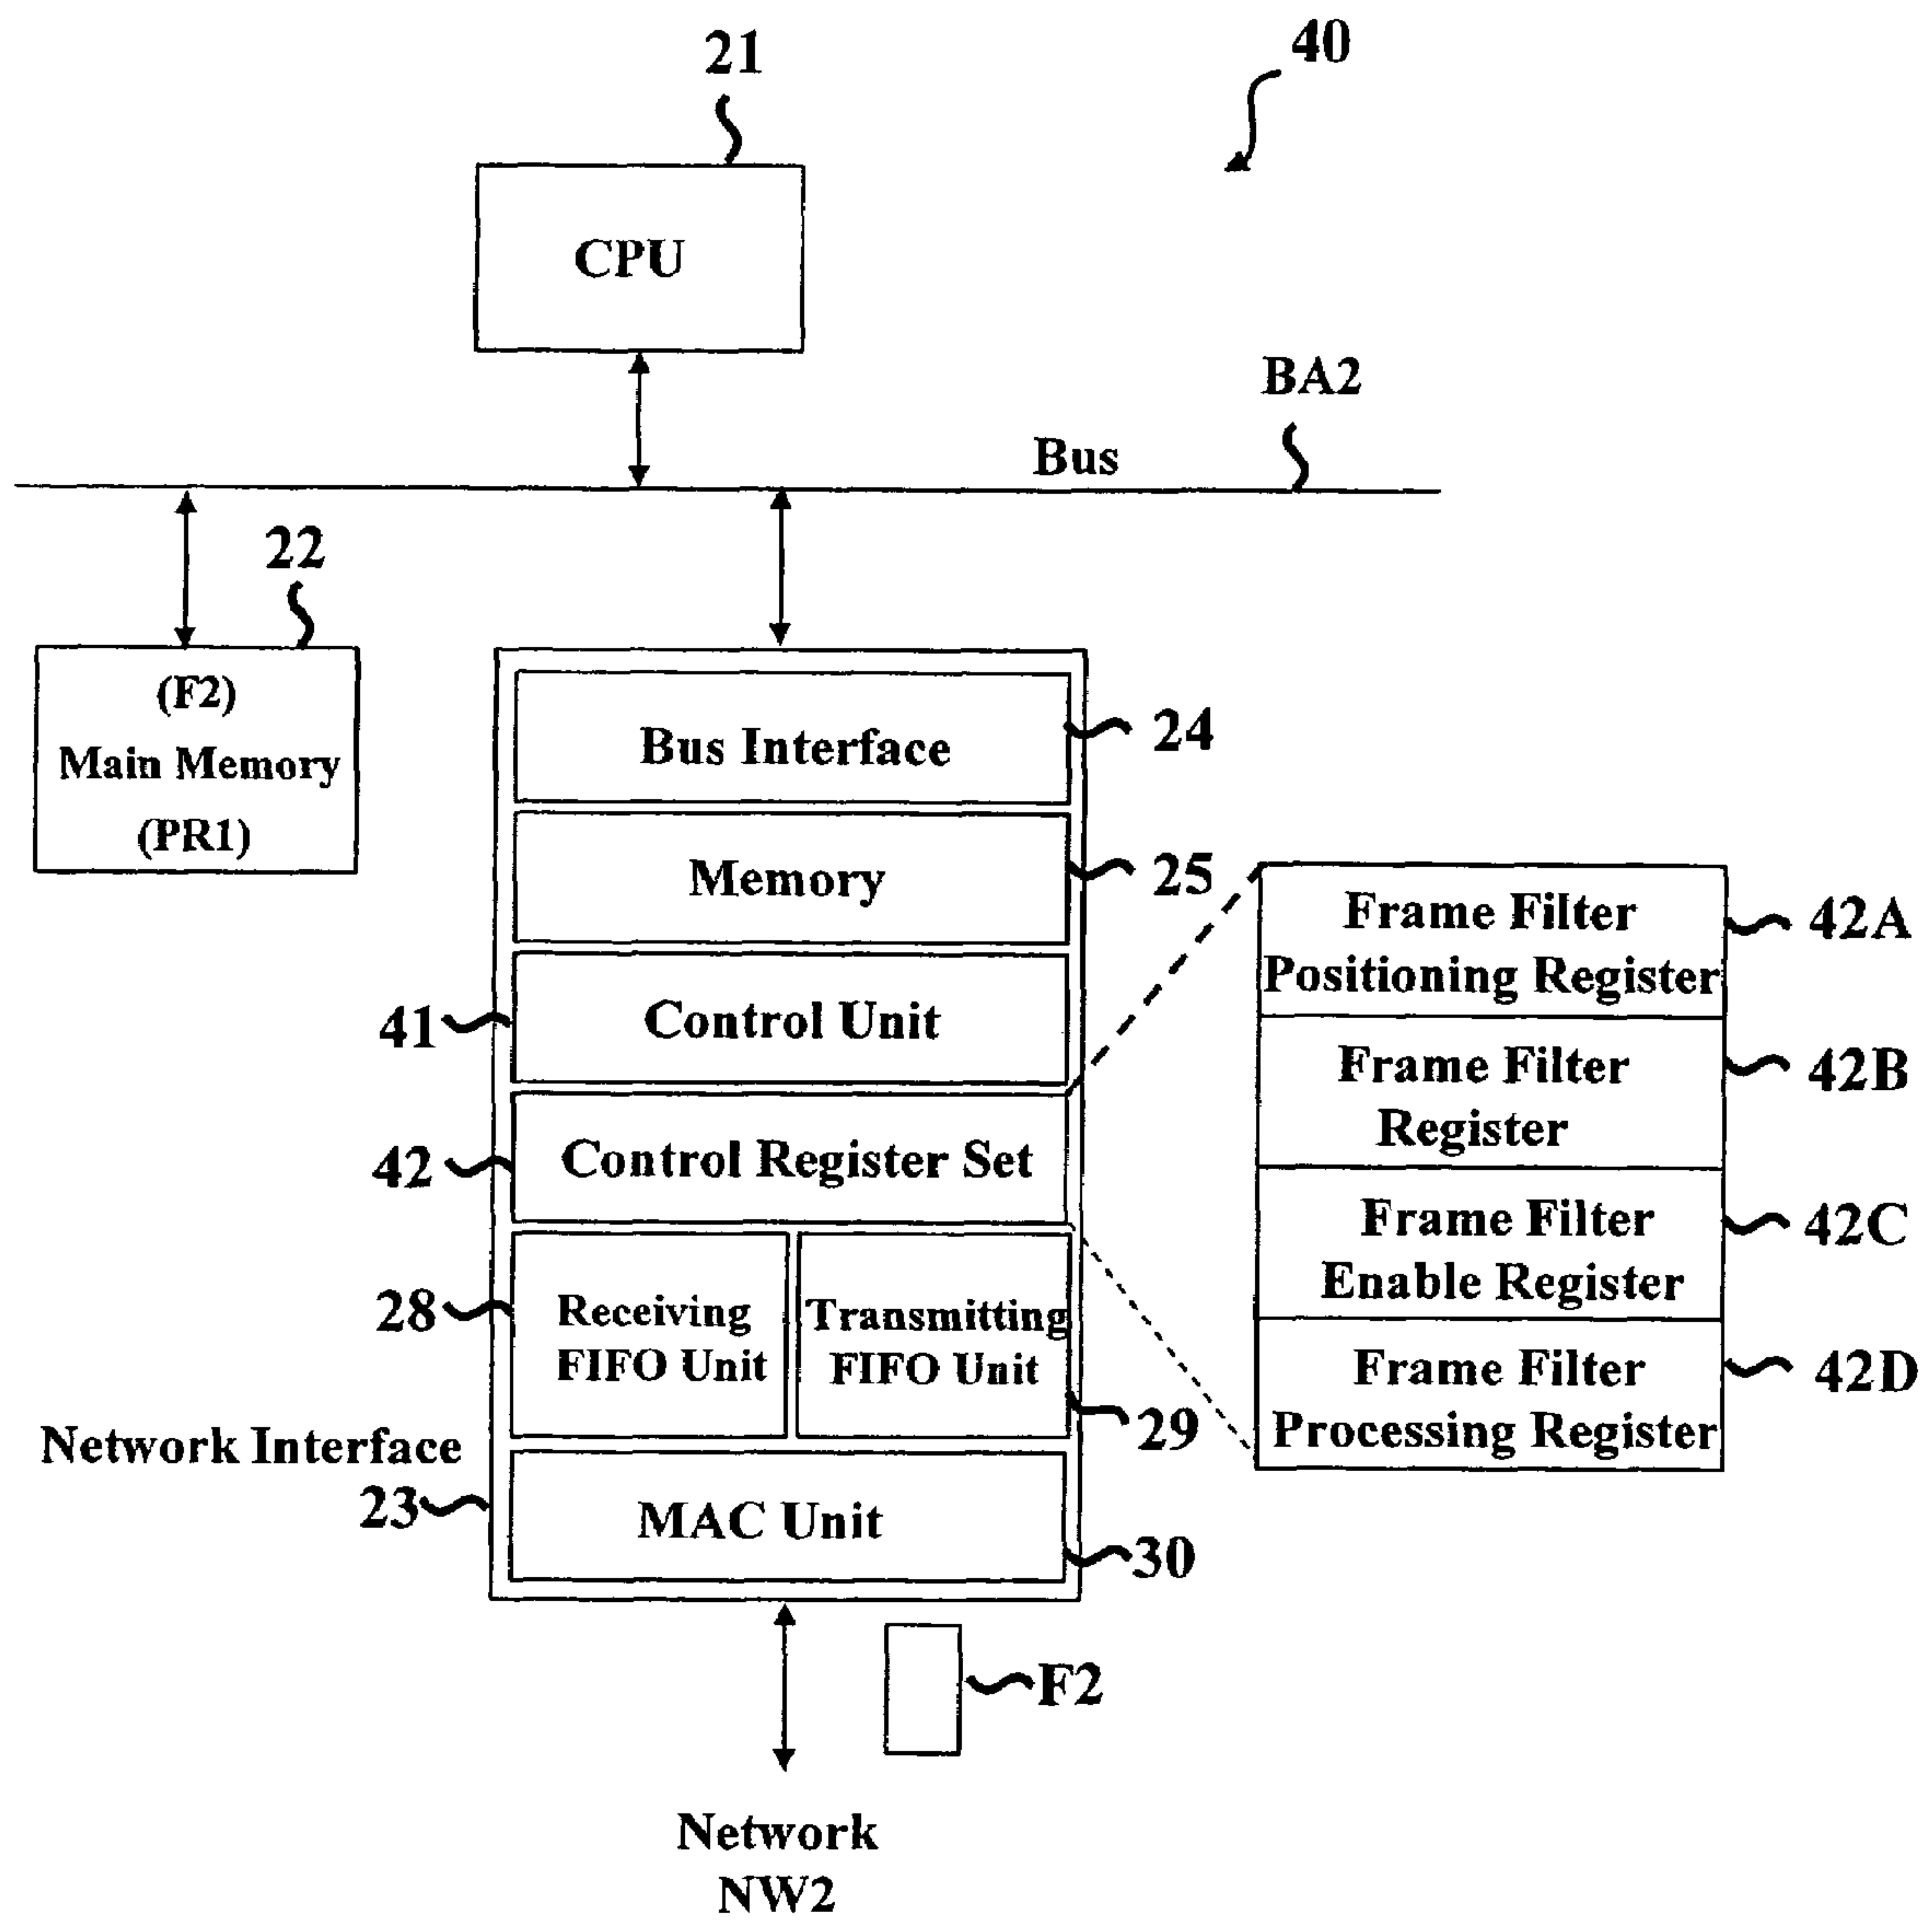 21
40
CPU
BA2
Bus
22
(F2)
Main Memory
(PR1)
Bus Interface
24
Memory
25
41
Control Unit
42
Control Register Set
28
Receiving
FIFO Unit
Transmitting
FIFO Unit
29
Network Interface
23
MAC Unit
30
Frame Filter
Positioning Register
42A
Frame Filter
Register
42B
Frame Filter
Enable Register
42C
Frame Filter
Processing Register
42D
F2
Network
NW2